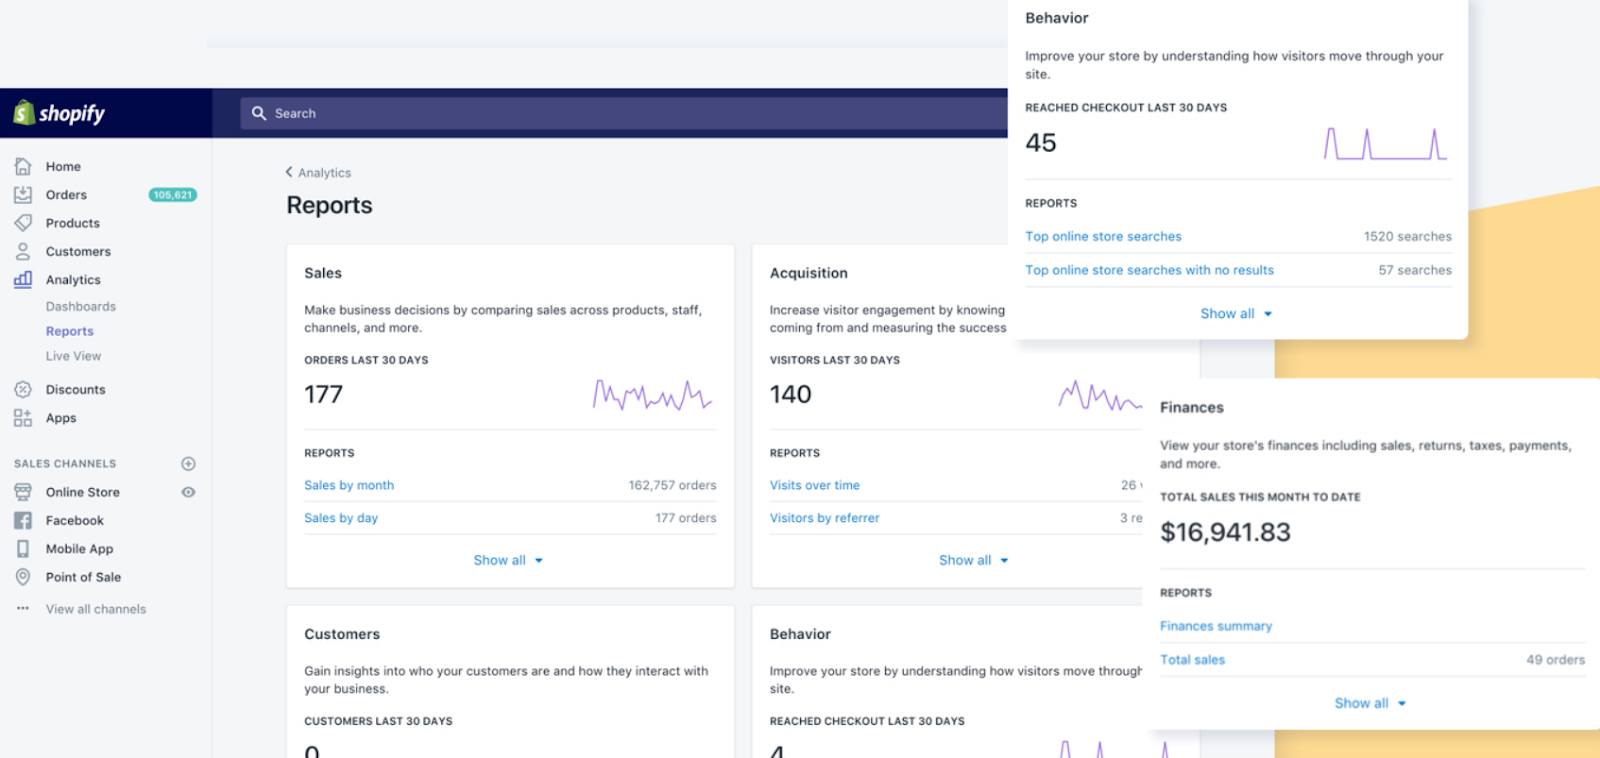 shopify
Search
Home
Orders 105,621
Products
Customers
Analytics
Dashboards
Reports
Live View
Discounts
Apps
SALES CHANNELS
Online Store
Facebook
Mobile App
Point of Sale
View all channels
Analytics
Reports
Sales
Make business decisions by comparing sales across products, staff,
channels, and more.
ORDERS LAST 30 DAYS
177
REPORTS
Sales by month 162,757 orders
Sales by day 177 orders
Show all
Acquisition
Increase visitor engagement by knowing
coming from and measuring the success
VISITORS LAST 30 DAYS
140
REPORTS
Visits over time 26
Visitors by referrer 3 re
Show all
Customers
Gain insights into who your customers are and how they interact with
your business.
CUSTOMERS LAST 30 DAYS
0
Behavior
Improve your store by understanding how visitors move through
site.
REACHED CHECKOUT LAST 30 DAYS
4
Behavior
Improve your store by understanding how visitors move through your
site.
REACHED CHECKOUT LAST 30 DAYS
45
REPORTS
Top online store searches 1520 searches
Top online store searches with no results 57 searches
Show all
Finances
View your store's finances including sales, returns, taxes, payments,
and more.
TOTAL SALES THIS MONTH TO DATE
$16,941.83
REPORTS
Finances summary
Total sales 49 orders
Show all